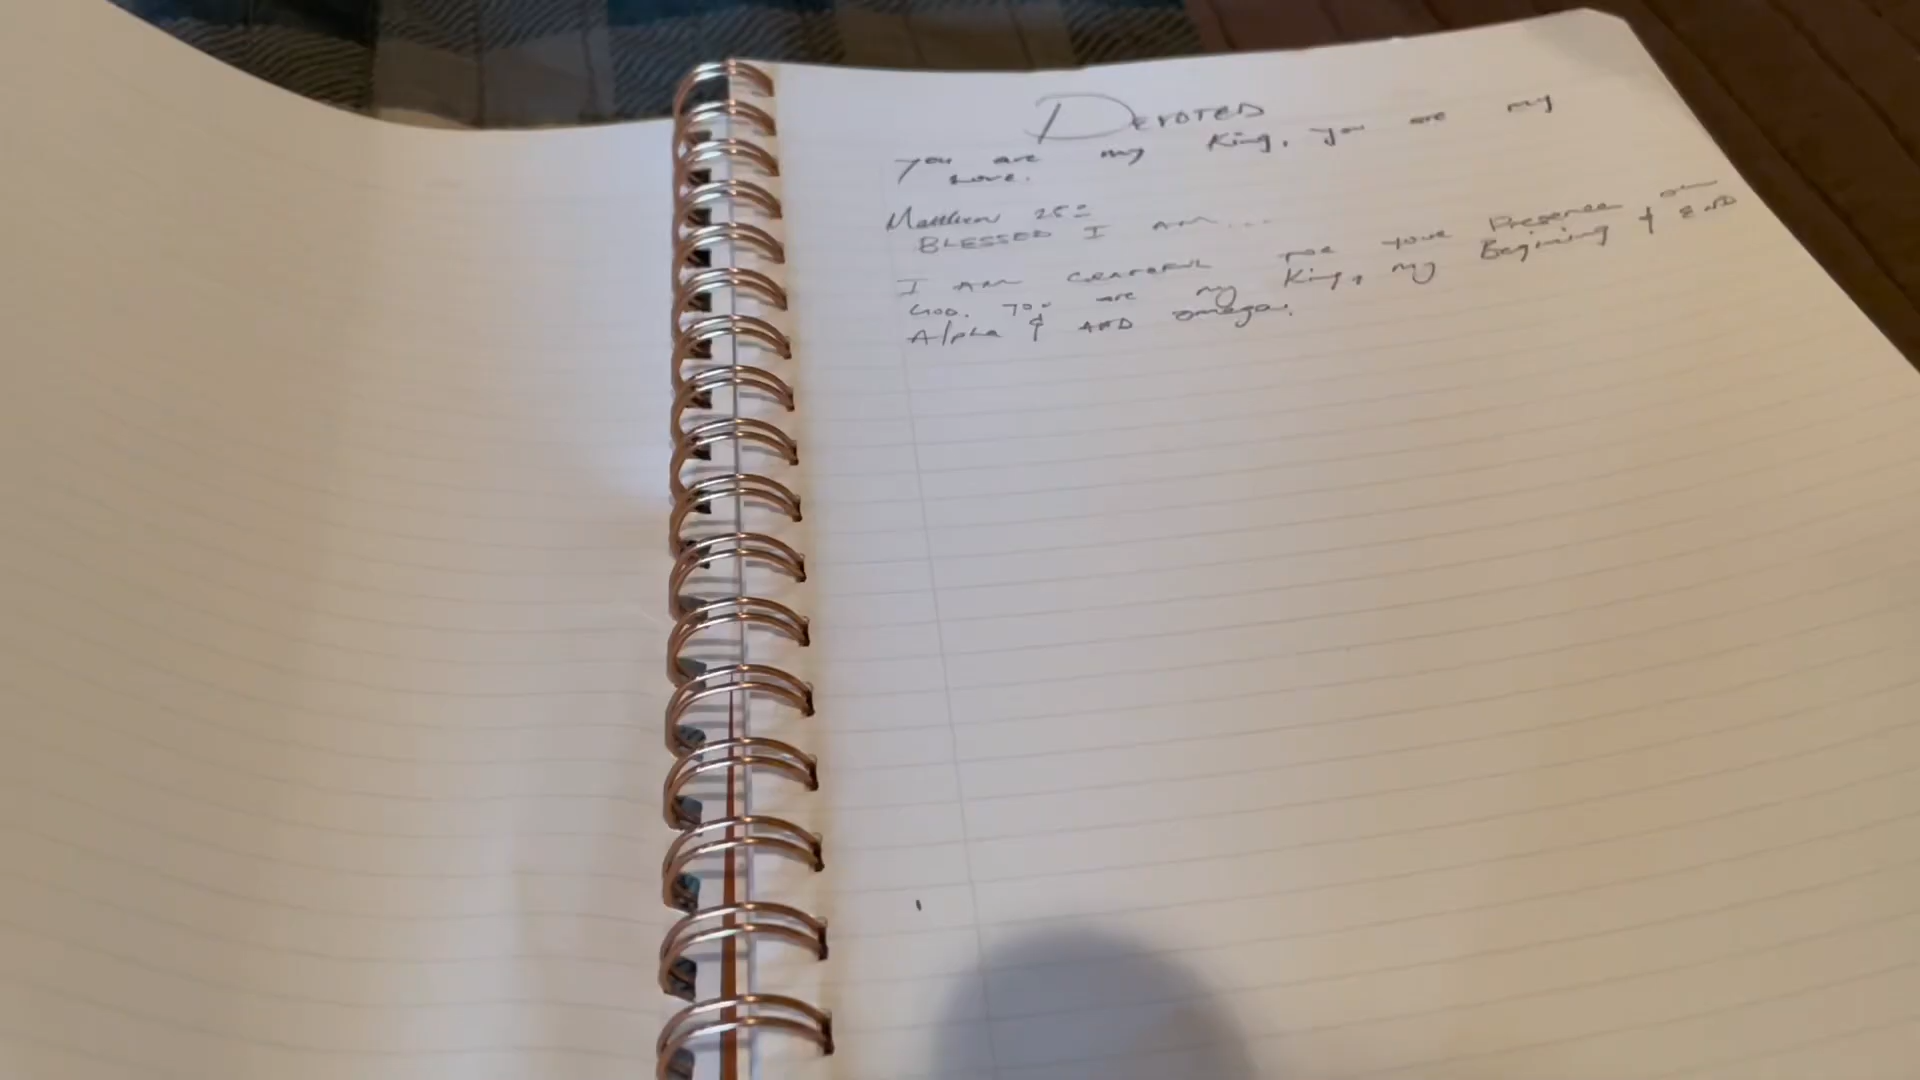 DEVOTED
You are my King, you are my
love.
Matthew 25:
BLESSED I AM...
I AM GRATEFUL FOR YOUR Presence oh
GOD. You are my King, my Beginning & END
Alpha & AND omega.